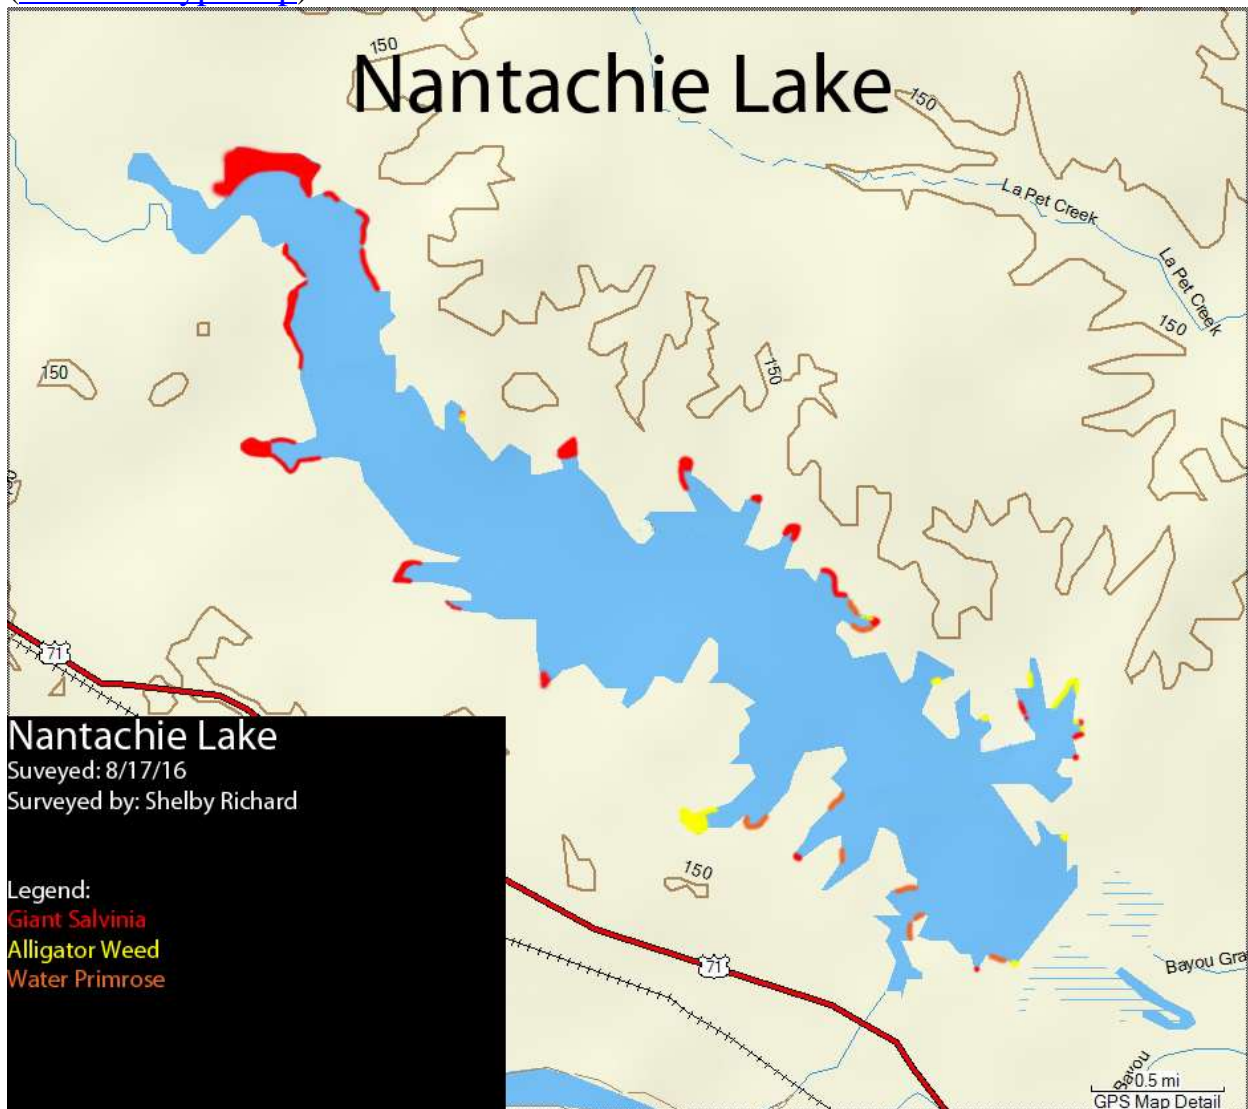 150
Nantachie Lake
150
La Pet Creek
La Pet Creek
150
150
150
71
Nantachie Lake
Suveyed: 8/17/16
Surveyed by: Shelby Richard
Legend:
Giant Salvinia
Alligator Weed
Water Primrose
150
71
Bayou Gra
Bayou
0.5 mi
GPS Map Detail